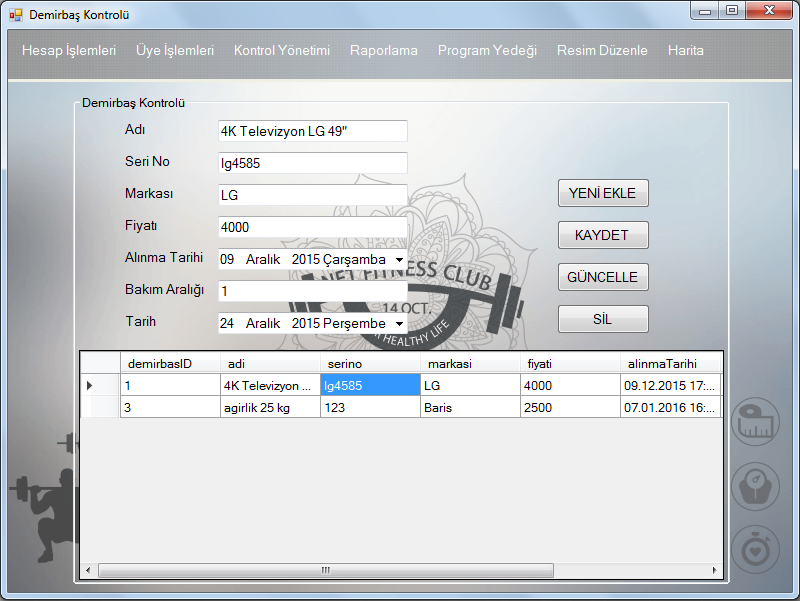 Demirbaş Kontrolü
Hesap İşlemleri Üye İşlemleri Kontrol Yönetimi Raporlama Program Yedeği Resim Düzenle Harita
Demirbaş Kontrolü
Adı 4K Televizyon LG 49"
Seri No lg4585
Markası LG
Fiyatı 4000
Alınma Tarihi 09 Aralık 2015 Çarşamba
Bakım Aralığı 1
Tarih 24 Aralık 2015 Perşembe
YENİ EKLE
KAYDET
GÜNCELLE
SİL
NET FITNESS CLUB
14 OCT.
HEALTHY LIFE
demirbasID adi serino markasi fiyati alinmaTarihi
1 4K Televizyon ... lg4585 LG 4000 09.12.2015 17:...
3 agirlik 25 kg 123 Baris 2500 07.01.2016 16:...